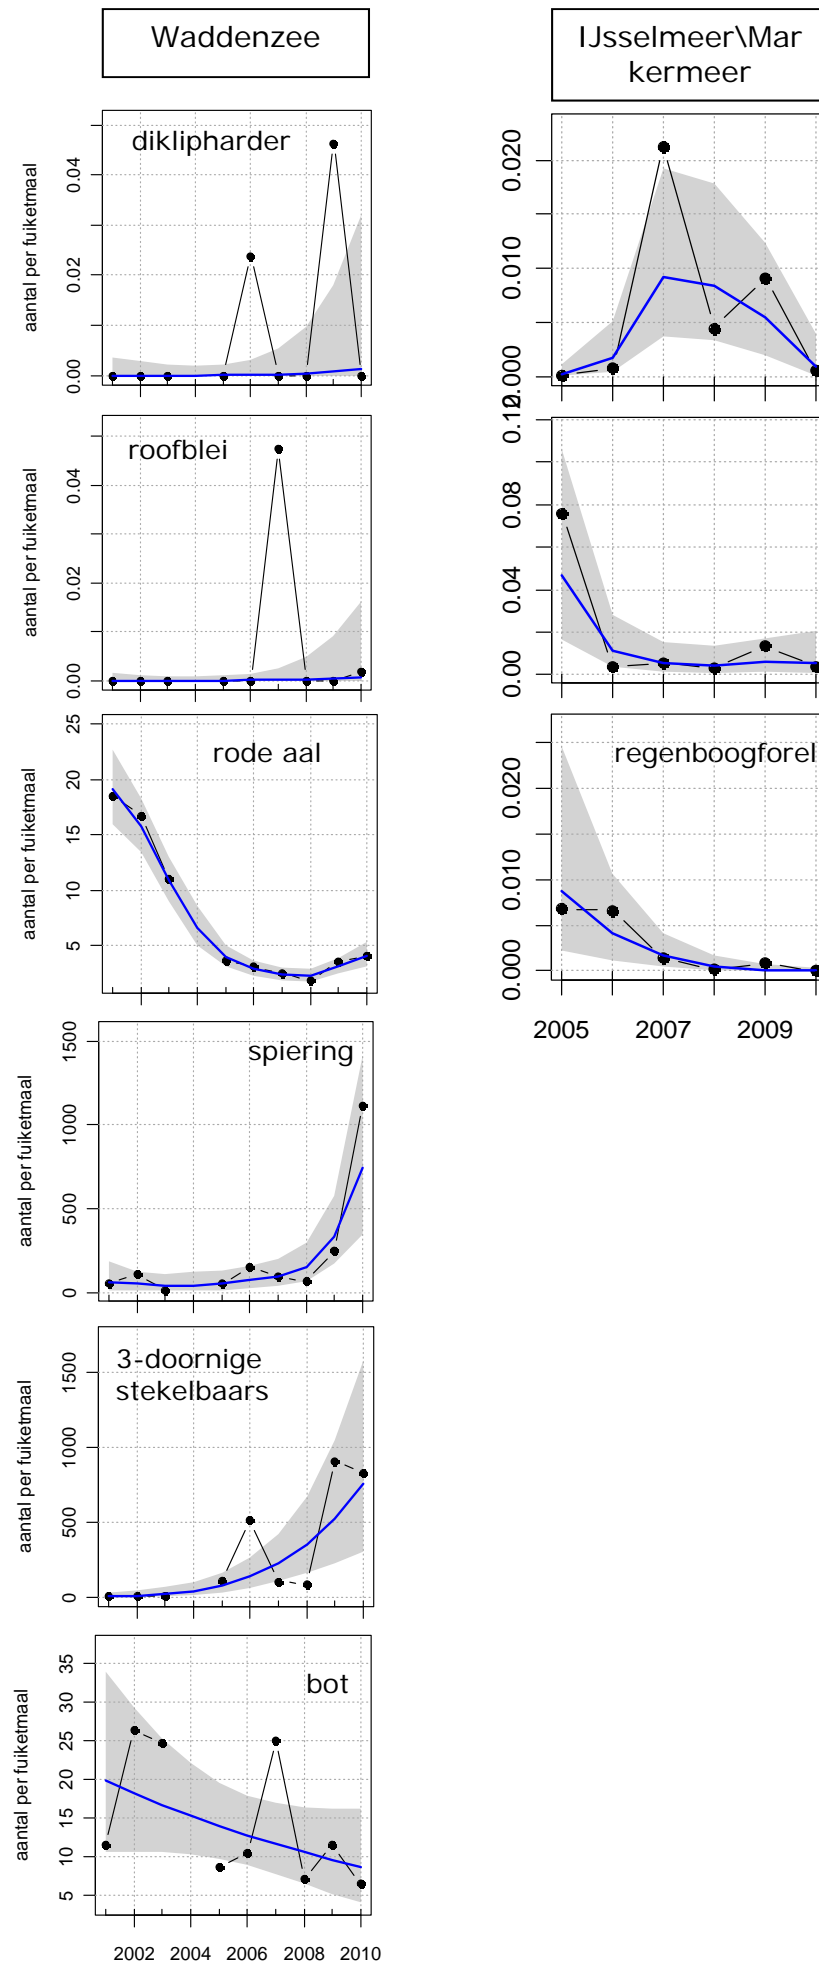 Waddenzee
IJsselmeer\Mar
kermeer
diklipharder
aantal per fuiketmaal
0.04
0.02
0.00
0.020
0.010
0.000
roofblei
aantal per fuiketmaal
0.04
0.02
0.00
0.12
0.08
0.04
0.00
rode aal
aantal per fuiketmaal
25
20
15
10
5
regenboogforel
0.020
0.010
0.000
2005 2007 2009
spiering
aantal per fuiketmaal
1500
1000
500
0
3-doornige
stekelbaars
aantal per fuiketmaal
1500
1000
500
0
bot
aantal per fuiketmaal
35
30
25
20
15
10
5
2002 2004 2006 2008 2010